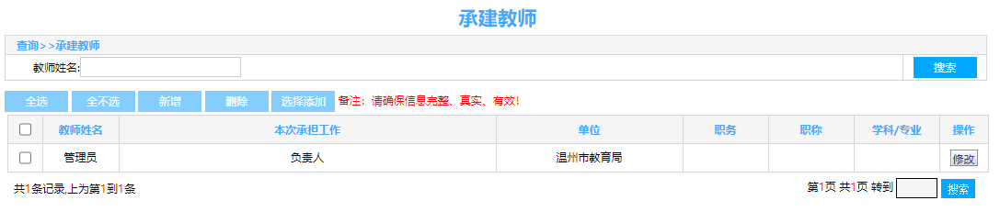 承建教师
查询>>承建教师
教师姓名: 搜索
全选 全不选 新增 删除 选择添加 备注：请确保信息完整、真实、有效!
教师姓名 本次承担工作 单位 职务 职称 学科/专业 操作
管理员 负责人 温州市教育局 修改
共1条记录,上为第1到1条 第1页 共1页 转到 搜索